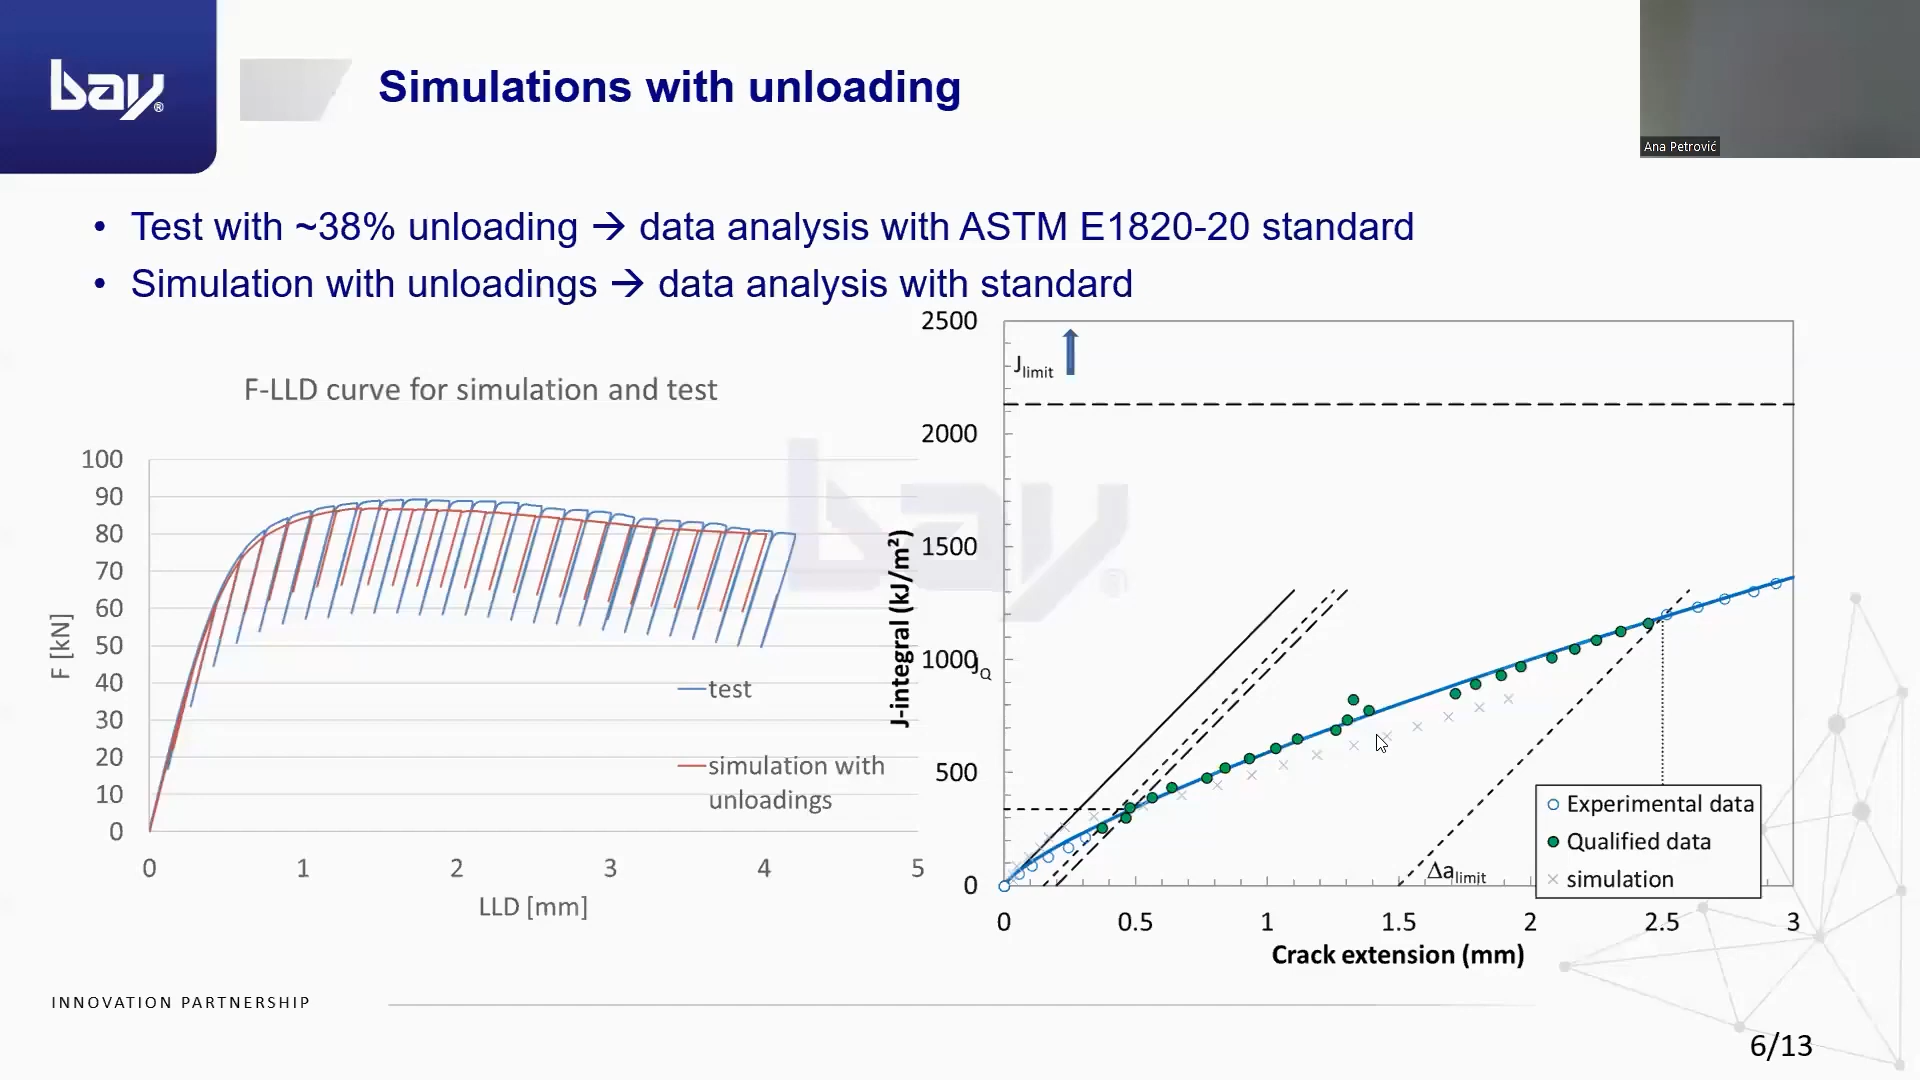 bay®
Simulations with unloading
Ana Petrović
• Test with ~38% unloading → data analysis with ASTM E1820-20 standard
• Simulation with unloadings → data analysis with standard
F-LLD curve for simulation and test
100
90
80
70
60
50
40
30
20
10
0
F [kN]
0 1 2 3 4 5
LLD [mm]
test
simulation with
unloadings
bay®
2500
2000
1500
1000
500
0
J-integral (kJ/m²)
Jlimit
JQ
Δalimit
Experimental data
Qualified data
simulation
0 0.5 1 1.5 2 2.5 3
Crack extension (mm)
INNOVATION PARTNERSHIP
6/13